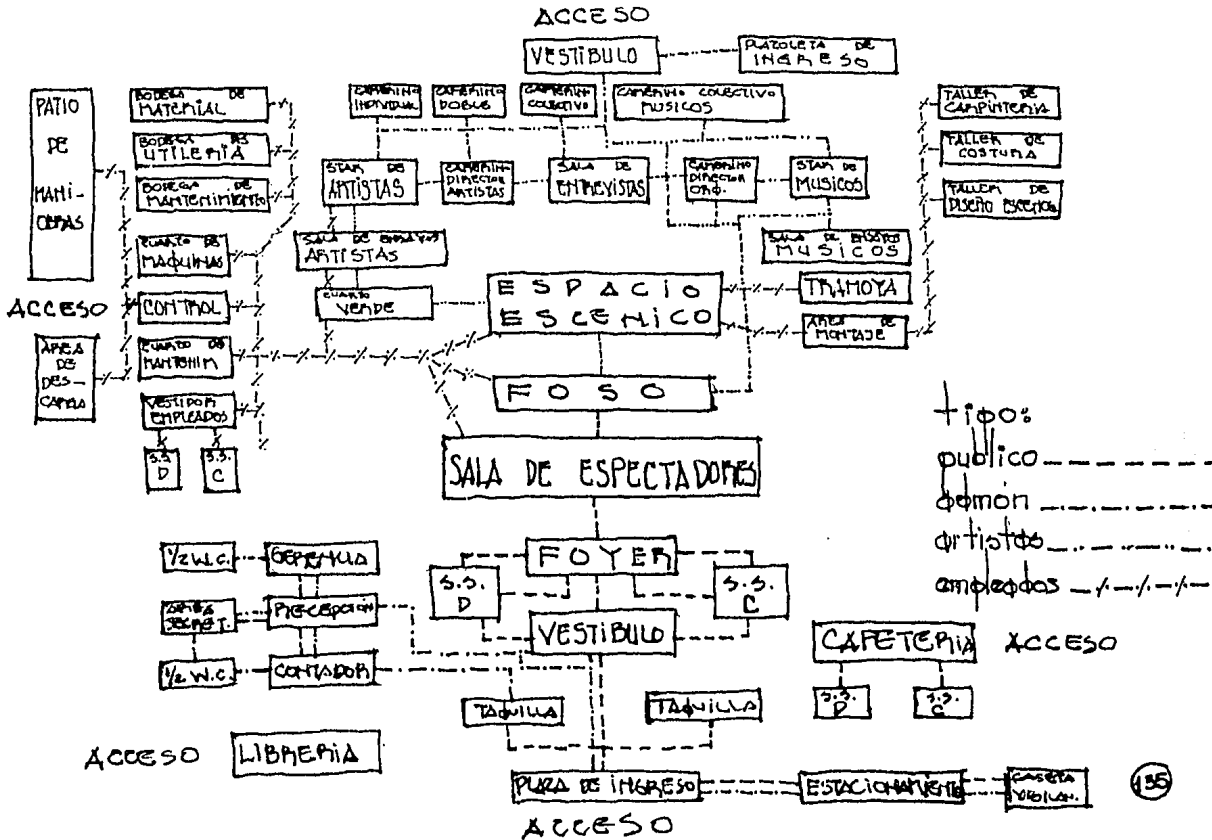 ACCESO
VESTIBULO
PLAZOLETA DE
INGRESO
PATIO
DE
MANI-
OBRAS
BODEGA DE
MATERIAL
BODEGA DE
UTILERIA
BODEGA DE
MANTENIMIENTO
CUARTO DE
MAQUINAS
ACCESO
CONTROL
CUARTO DE
MANTENIM
AREA
DE
DES-
CARGA
VESTIDOR
EMPLEADOS
S.S.
D
S.S.
C
CAMERINO
INDIVIDUAL
CAMERINO
DOBLE
CAMERINO
COLECTIVO
CAMERINO COLECTIVO
MUSICOS
STAR DE
ARTISTAS
CAMERINO
DIRECTOR
ARTISTAS
SALA DE
ENTREVISTAS
CAMERINO
DIRECTOR
ORQ.
STAR DE
MUSICOS
SALA DE ENSAYOS
ARTISTAS
SALA DE ENSAYOS
MUSICOS
CUARTO
VERDE
ESPACIO
ESCENICO
TRAMOYA
AREA DE
MONTAJE
TALLER DE
CARPINTERIA
TALLER DE
COSTURA
TALLER DE
DISEÑO ESCENOG
FOSO
SALA DE ESPECTADORES
tipo:
publico
admon
artistas
empleados
FOYER
S.S.
D
S.S.
C
VESTIBULO
1/2 W.C.
GERENCIA
AREA
SECRET.
RECEPCIÓN
1/2 W.C.
CONTADOR
TAQUILLA
TAQUILLA
CAFETERIA
ACCESO
S.S.
D
S.S.
C
ACCESO
LIBRERIA
PLAZA DE INGRESO
ESTACIONAMIENTO
CASETA
VIGILAN.
135
ACCESO